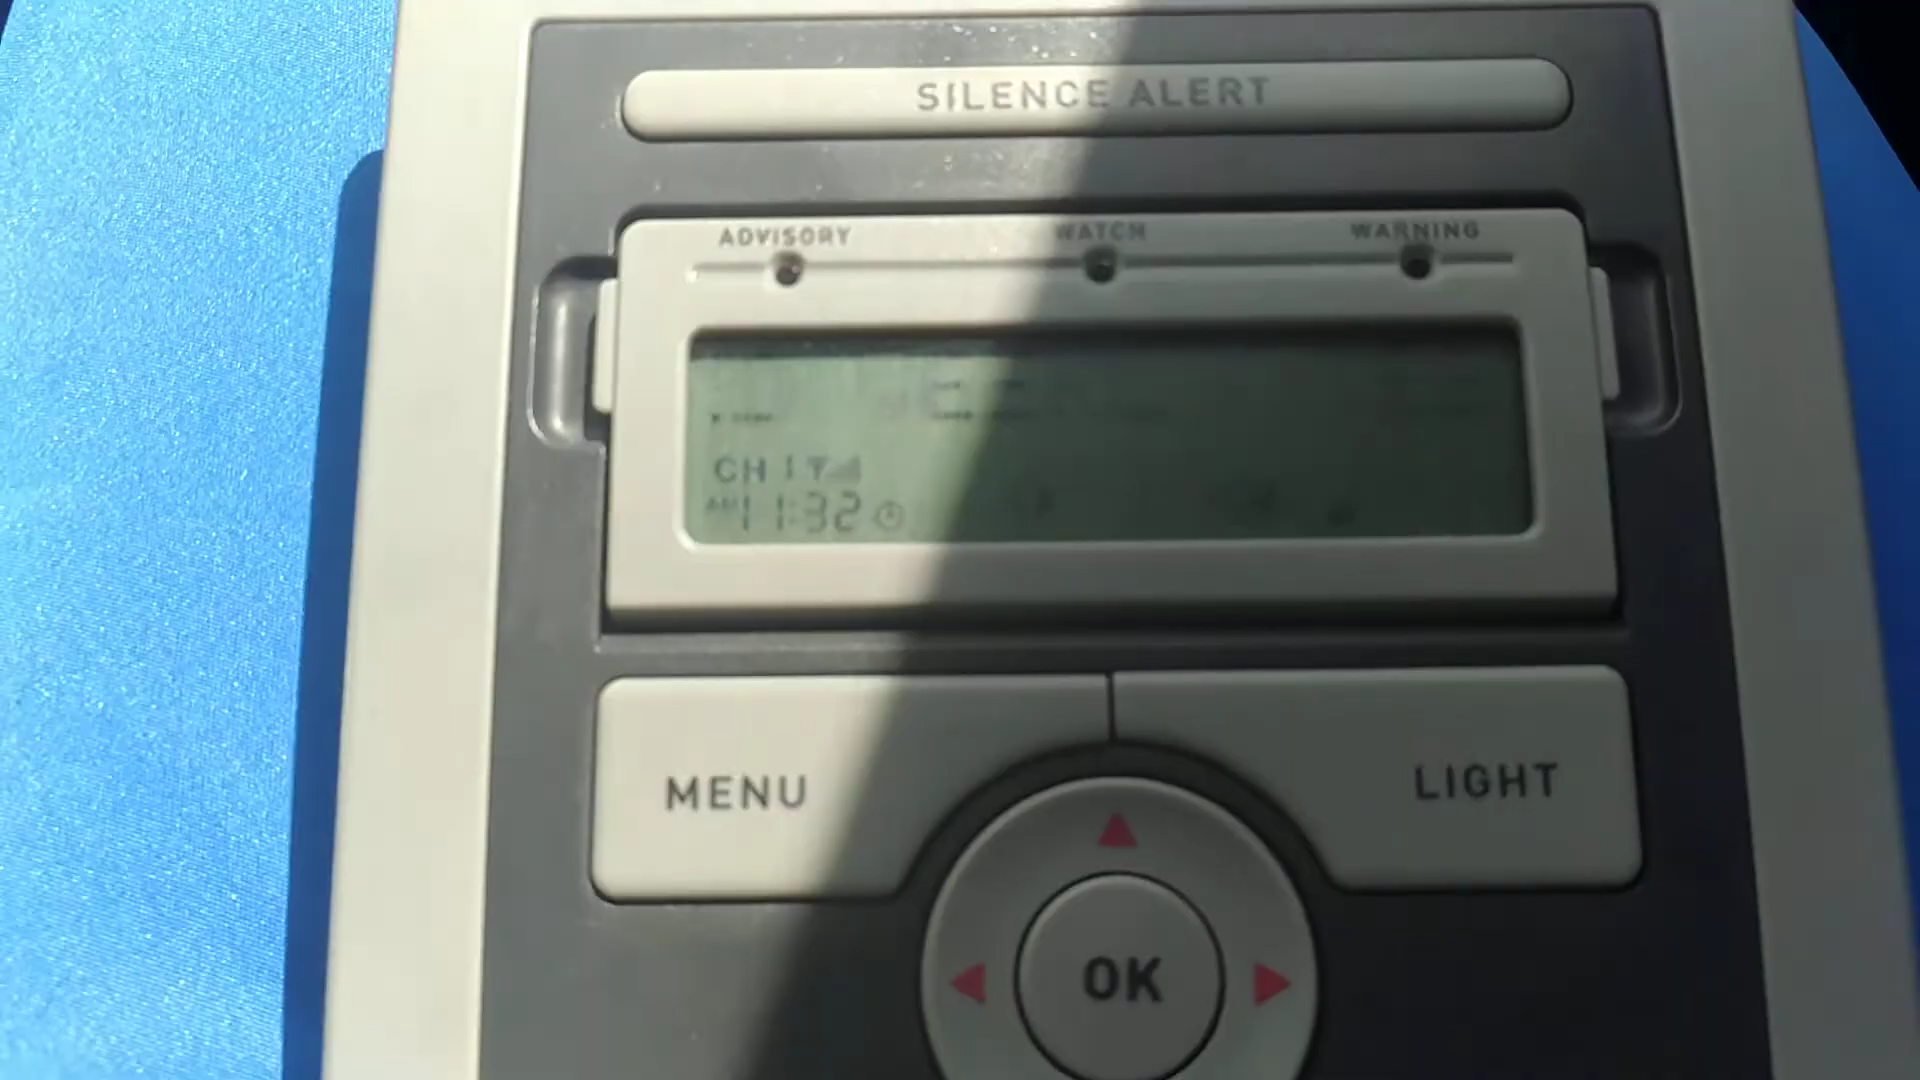 SILENCE ALERT
ADVISORY WATCH WARNING
CH 1
AM 11:32
MENU LIGHT
OK